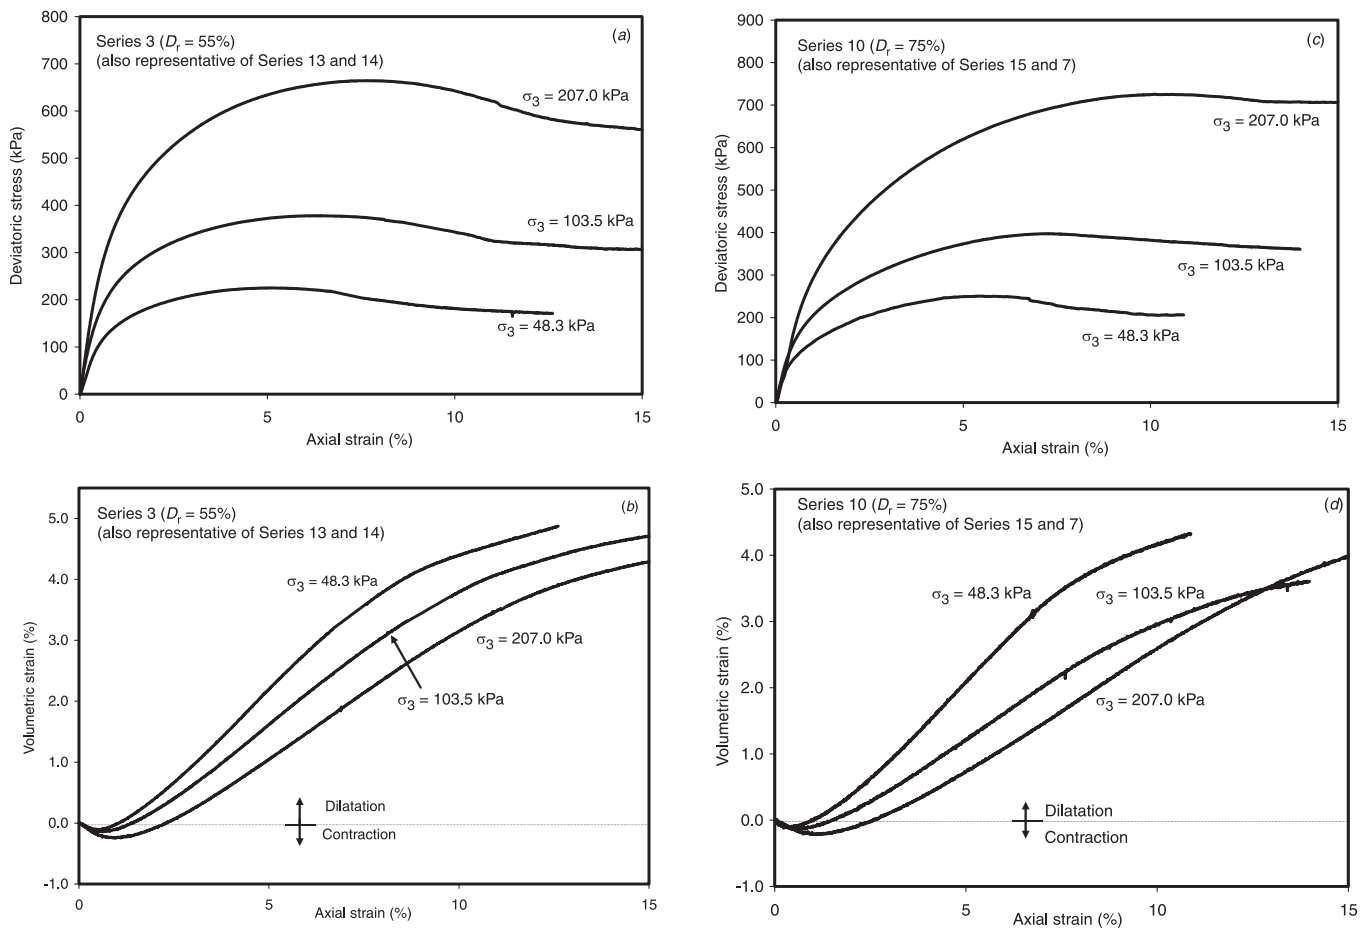 Series 3 (Dr = 55%)
(also representative of Series 13 and 14)
(a)
800
700
600
500
400
300
200
100
0
Deviatoric stress (kPa)
σ3 = 207.0 kPa
σ3 = 103.5 kPa
σ3 = 48.3 kPa
0
5
10
15
Axial strain (%)
Series 10 (Dr = 75%)
(also representative of Series 15 and 7)
(c)
900
800
700
600
500
400
300
200
100
0
Deviatoric stress (kPa)
σ3 = 207.0 kPa
σ3 = 103.5 kPa
σ3 = 48.3 kPa
0
5
10
15
Axial strain (%)
Series 3 (Dr = 55%)
(also representative of Series 13 and 14)
(b)
5.0
4.0
3.0
2.0
1.0
0.0
-1.0
Volumetric strain (%)
σ3 = 48.3 kPa
σ3 = 207.0 kPa
σ3 = 103.5 kPa
Dilatation
Contraction
0
5
10
15
Axial strain (%)
Series 10 (Dr = 75%)
(also representative of Series 15 and 7)
(d)
5.0
4.0
3.0
2.0
1.0
0.0
-1.0
Volumetric strain (%)
σ3 = 48.3 kPa
σ3 = 103.5 kPa
σ3 = 207.0 kPa
Dilatation
Contraction
0
5
10
15
Axial strain (%)